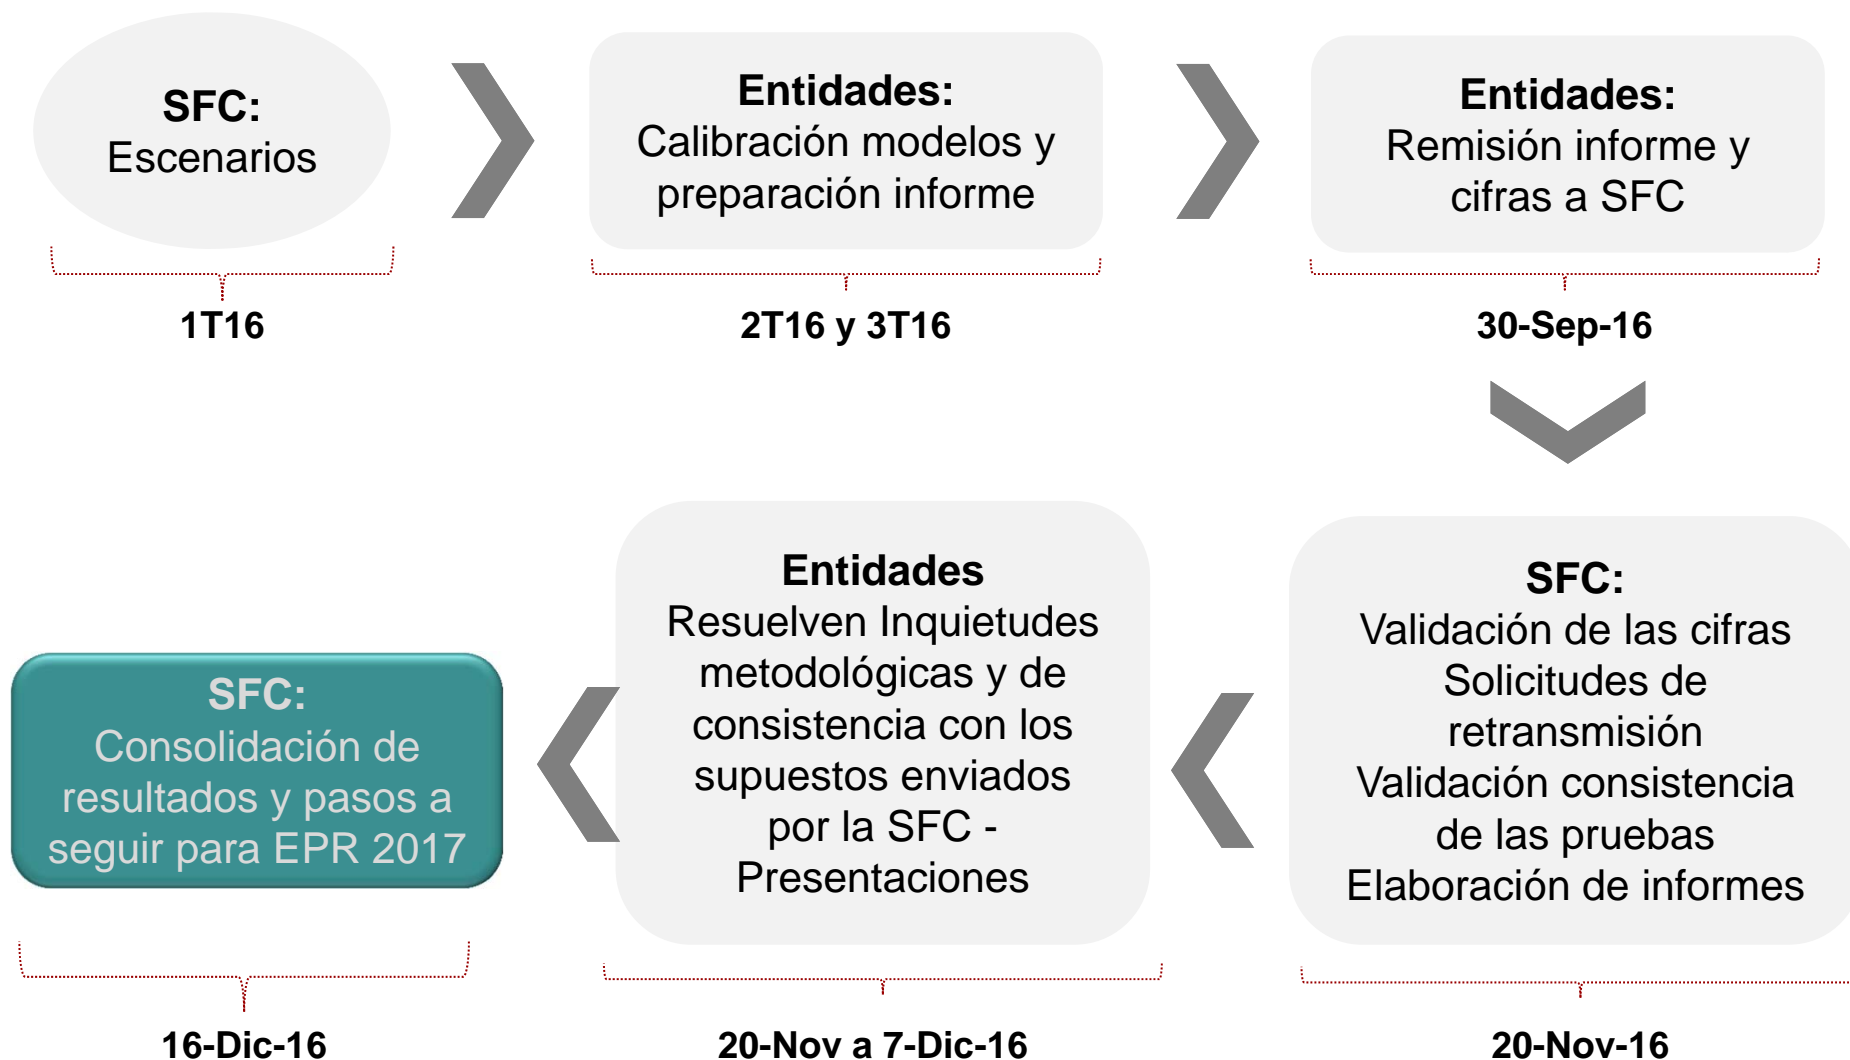 SFC:
Escenarios
1T16
Entidades:
Calibración modelos y
preparación informe
2T16 y 3T16
Entidades:
Remisión informe y
cifras a SFC
30-Sep-16
SFC:
Validación de las cifras
Solicitudes de
retransmisión
Validación consistencia
de las pruebas
Elaboración de informes
20-Nov-16
Entidades
Resuelven Inquietudes
metodológicas y de
consistencia con los
supuestos enviados
por la SFC -
Presentaciones
20-Nov a 7-Dic-16
SFC:
Consolidación de
resultados y pasos a
seguir para EPR 2017
16-Dic-16